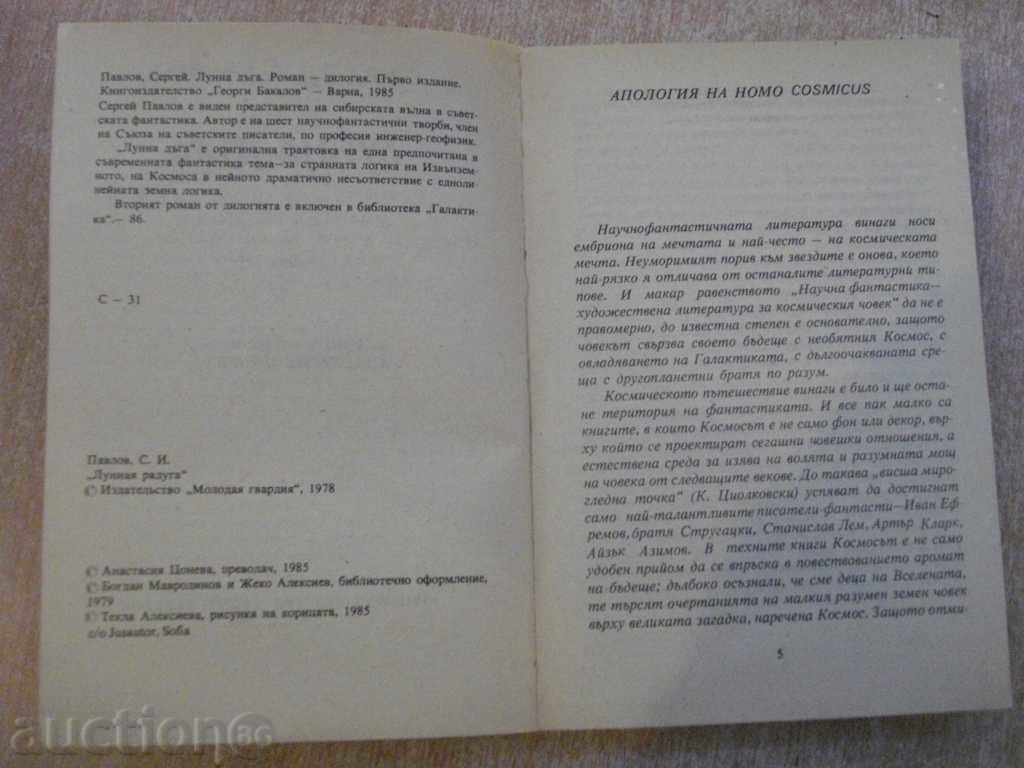 Павлов, Сергей. Лунна дъга. Роман — дилогия. Първо издание.
Книгоиздателство „Георги Бакалов“ — Варна, 1985
Сергей Павлов е виден представител на сибирската вълна в съвет-
ската фантастика. Автор е на шест научнофантастични творби, член
на Съюза на съветските писатели, по професия инженер-геофизик.
„Лунна дъга“ е оригинална трактовка на една предпочитана в
съвременната фантастика тема—за странната логика на Извънзем-
ното, на Космоса в нейното драматично несъответствие с едноли-
нейната земна логика.
Вторият роман от дилогията е включен в библиотека „Галакти-
ка“.— 86.
С — 31
Павлов, С. И.
„Лунная радуга“
© Издательство „Молодая гвардия“, 1978
© Анастасия Цонева, преводач, 1985
© Богдан Мавродинов и Жеко Алексиев, библиотечно оформление,
1979
© Текла Алексиева, рисунка на корицата, 1985
c/o Jusautor, Sofia
АПОЛОГИЯ НА HOMO COSMICUS
Научнофантастичната литература винаги носи
ембриона на мечтата и най-често — на космическата
мечта. Неуморимият порив към звездите е онова, което
най-рязко я отличава от останалите литературни ти-
пове. И макар равенството „Научна фантастика—
художествена литература за космическия човек“ да не е
правомерно, до известна степен е основателно, защото
човекът свързва своето бъдеще с необятния Космос, с
овладяването на Галактиката, с дългоочакваната сре-
ща с другопланетни братя по разум.
Космическото пътешествие винаги е било и ще оста-
не територия на фантастиката. И все пак малко са
книгите, в които Космосът е не само фон или декор, вър-
ху който се проектират сегашни човешки отношения, а
естествена среда за изява на волята и разумната мощ
на човека от следващите векове. До такава „висша миро-
гледна точка“ (К. Циолковски) успяват да достигнат
само най-талантливите писатели-фантасти—Иван Еф-
ремов, братя Стругацки, Станислав Лем, Артър Кларк,
Айзък Азимов. В техните книги Космосът е не само
удобен прийом да се впръска в повествованието аромат
на бъдеще; дълбоко осъзнали, че сме деца на Вселената,
те търсят очертанията на малкия разумен земен човек
върху великата загадка, наречена Космос. Защото отми-
5
auction86